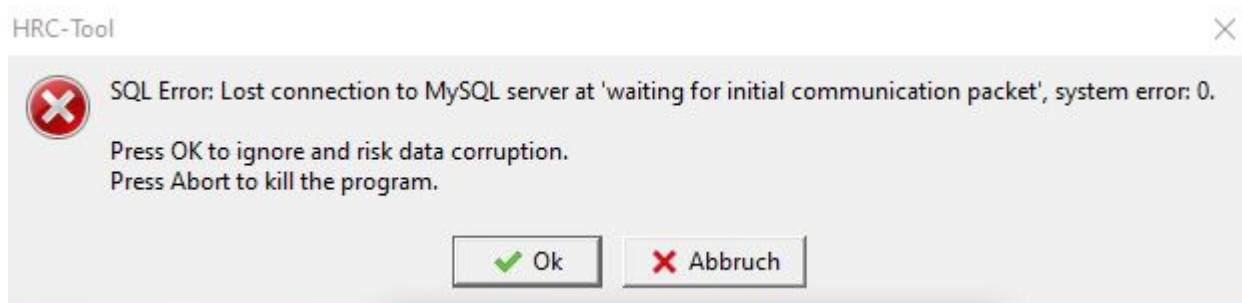 HRC-Tool
SQL Error: Lost connection to MySQL server at 'waiting for initial communication packet', system error: 0.
Press OK to ignore and risk data corruption.
Press Abort to kill the program.
Ok
Abbruch